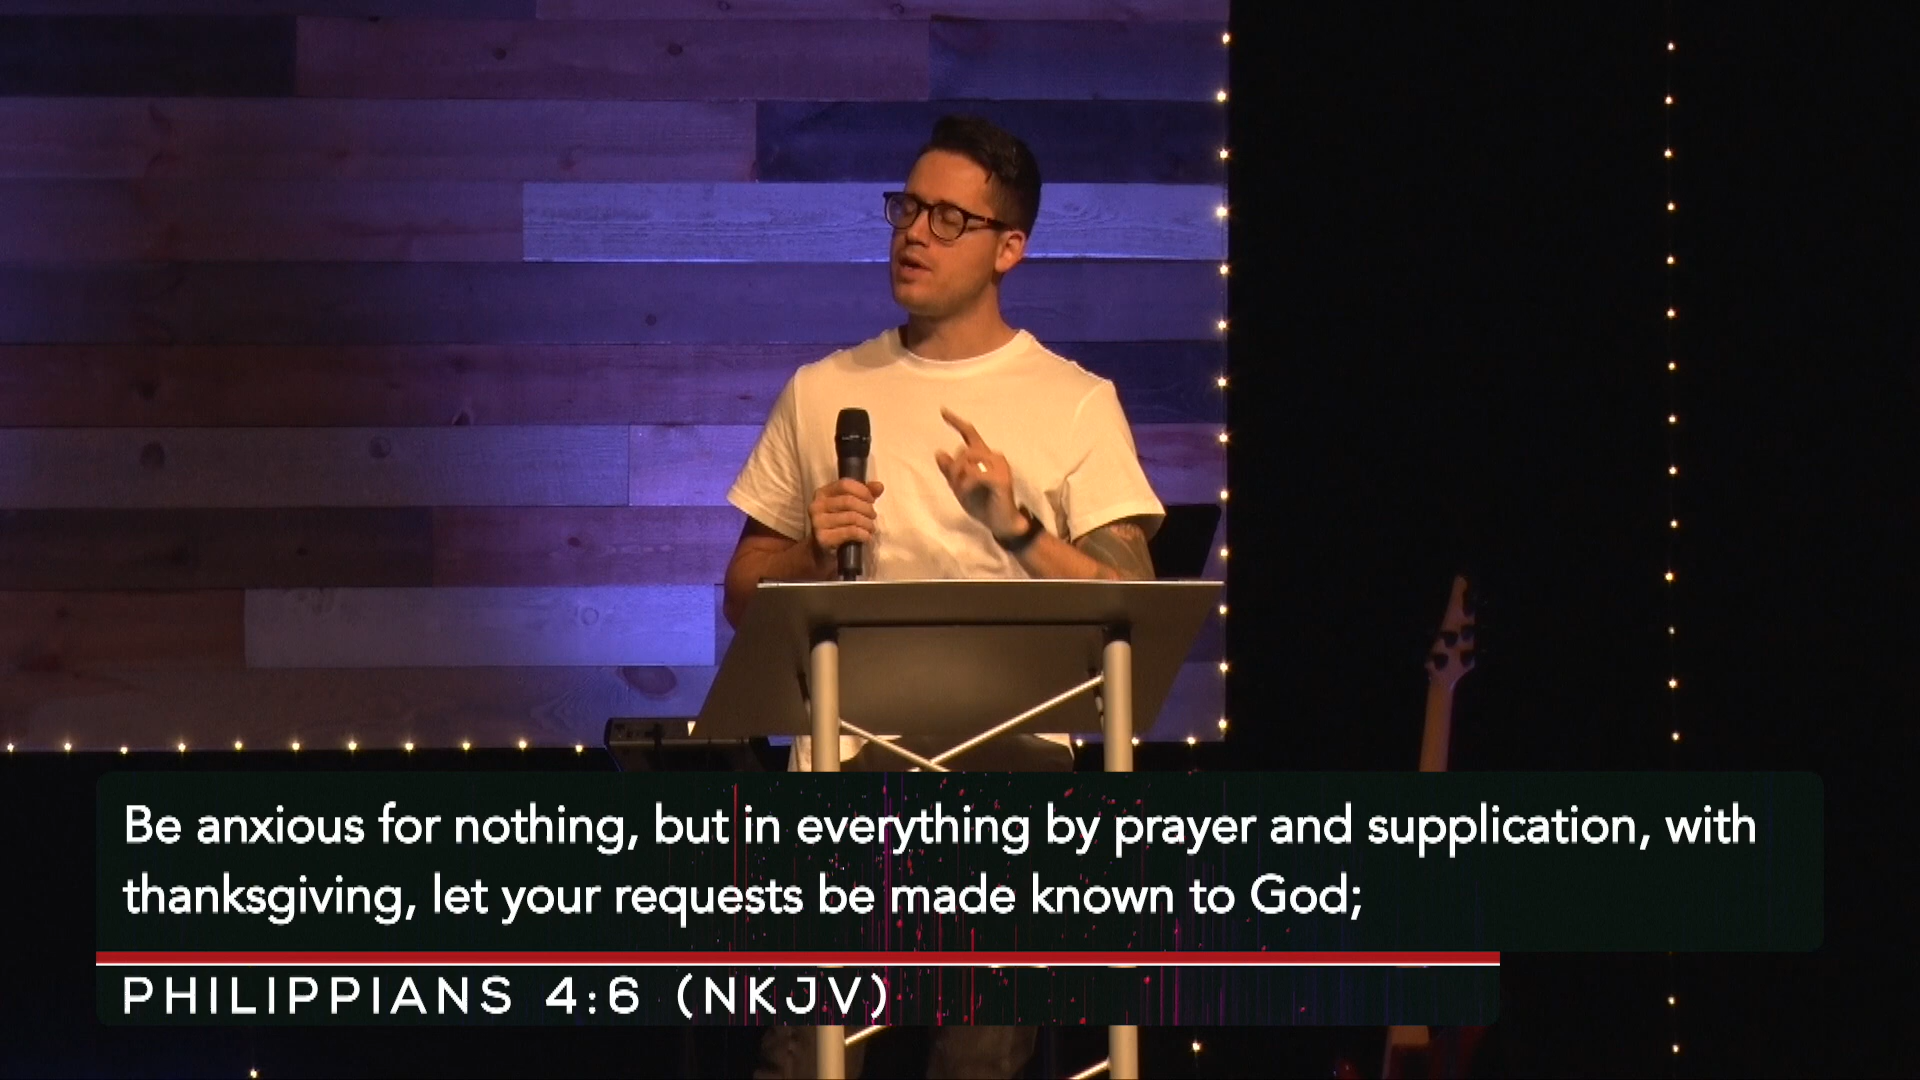 Be anxious for nothing, but in everything by prayer and supplication, with
thanksgiving, let your requests be made known to God;
PHILIPPIANS 4:6 (NKJV)